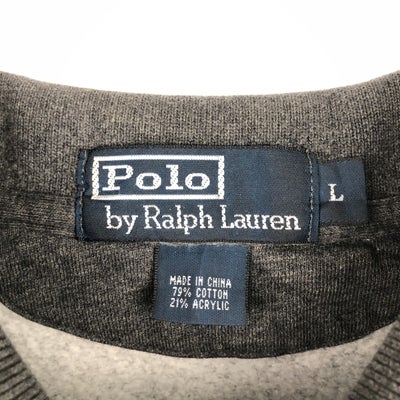 Polo
by Ralph Lauren
L
MADE IN CHINA
79% COTTON
21% ACRYLIC